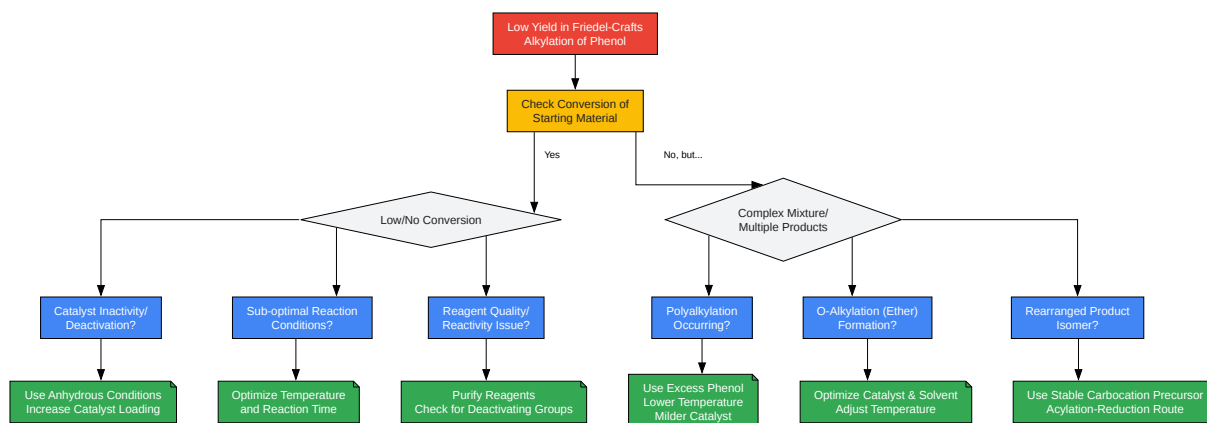 Low Yield in Friedel-Crafts
Alkylation of Phenol
Check Conversion of
Starting Material
Yes
No, but...
Low/No Conversion
Complex Mixture/
Multiple Products
Catalyst Inactivity/
Deactivation?
Sub-optimal Reaction
Conditions?
Reagent Quality/
Reactivity Issue?
Polyalkylation
Occurring?
O-Alkylation (Ether)
Formation?
Rearranged Product
Isomer?
Use Anhydrous Conditions
Increase Catalyst Loading
Optimize Temperature
and Reaction Time
Purify Reagents
Check for Deactivating Groups
Use Excess Phenol
Lower Temperature
Milder Catalyst
Optimize Catalyst & Solvent
Adjust Temperature
Use Stable Carbocation Precursor
Acylation-Reduction Route